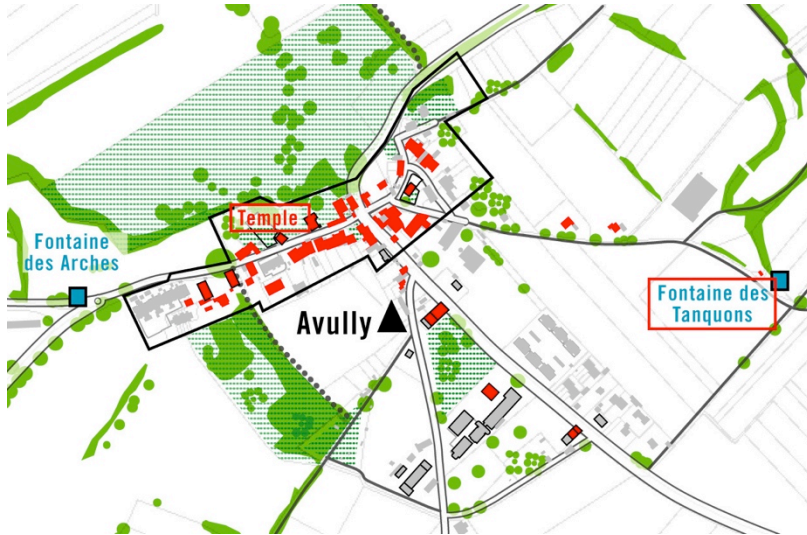 Temple
Fontaine
des Arches
Fontaine des
Tanquons
Avully